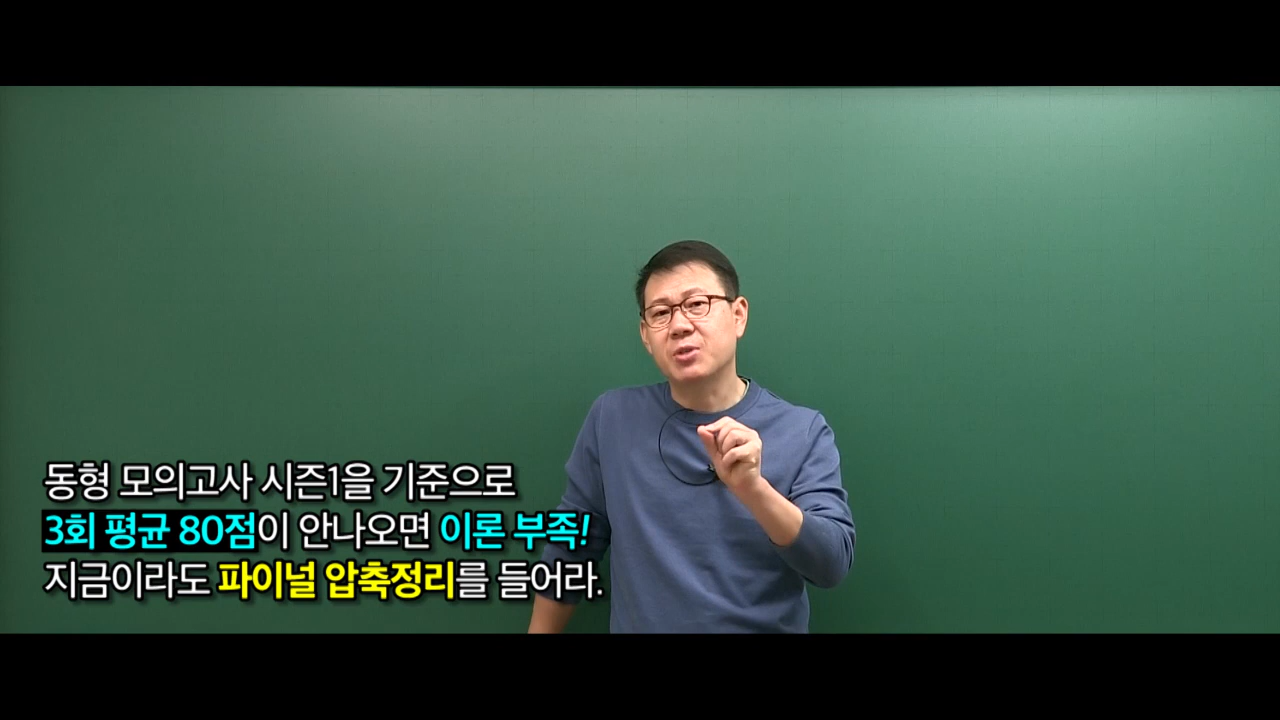 동형 모의고사 시즌1을 기준으로
3회 평균 80점이 안나오면 이론 부족!
지금이라도 파이널 압축정리를 들어라.